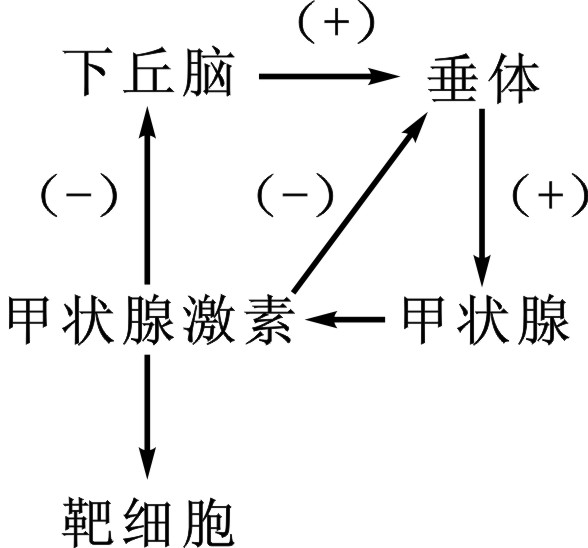 (+)
下丘脑 垂体
(−) (−) (+)
甲状腺激素 甲状腺
靶细胞